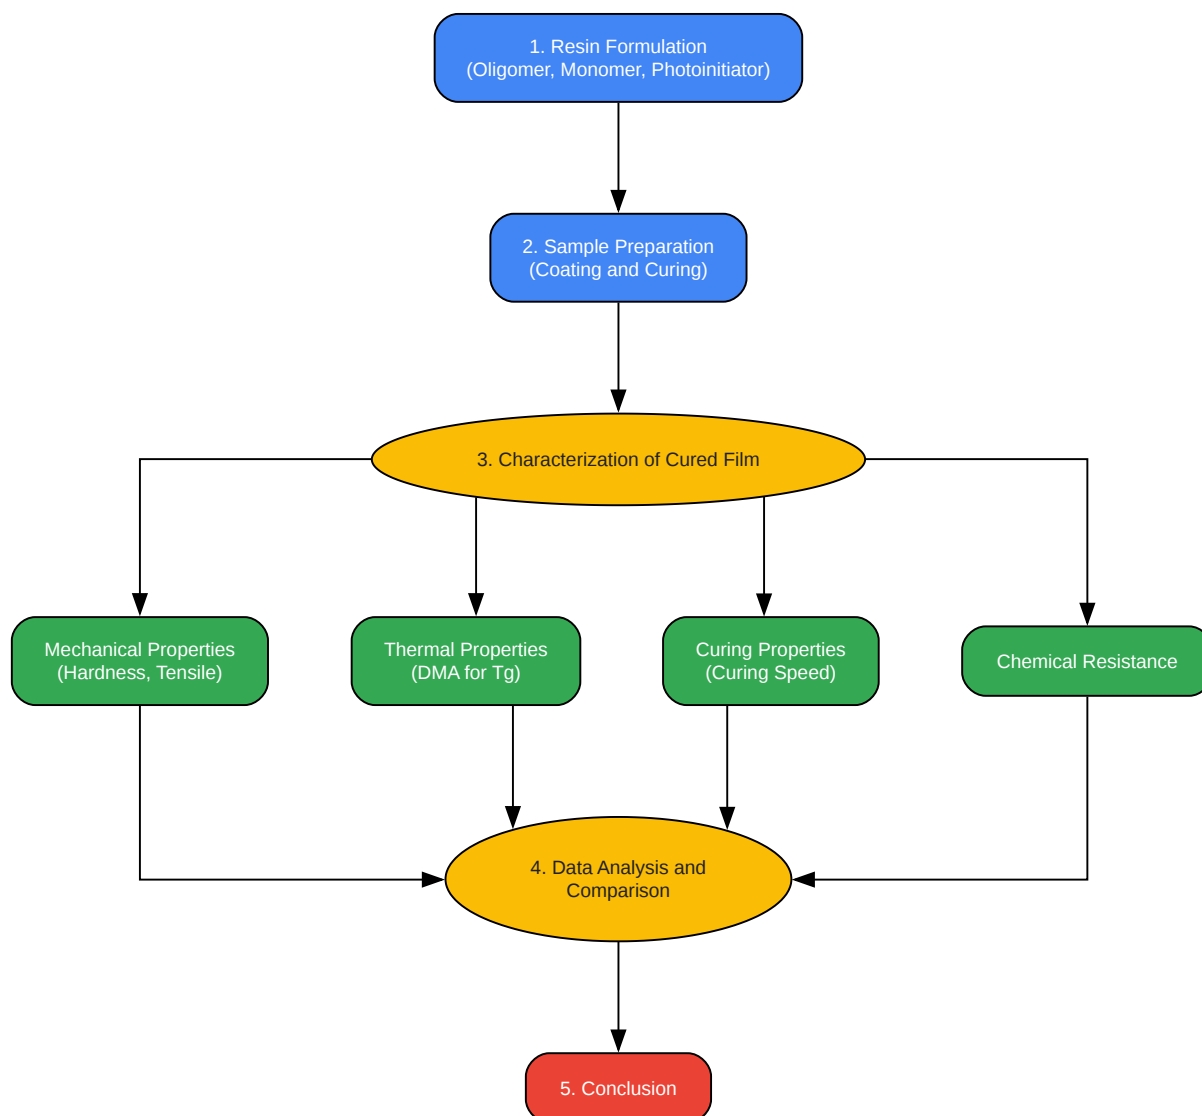 1. Resin Formulation
(Oligomer, Monomer, Photoinitiator)
2. Sample Preparation
(Coating and Curing)
3. Characterization of Cured Film
Mechanical Properties
(Hardness, Tensile)
Thermal Properties
(DMA for Tg)
Curing Properties
(Curing Speed)
Chemical Resistance
4. Data Analysis and
Comparison
5. Conclusion